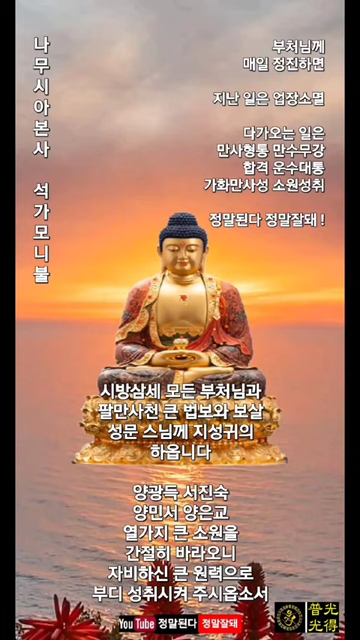 나무시아본사 석가모니불
부처님께
매일 정진하면
지난 일은 업장소멸
다가오는 일은
만사형통 만수무강
합격 운수대통
가화만사성 소원성취
정말된다 정말잘돼 !
시방삼세 모든 부처님과
팔만사천 큰 법보와 보살
성문 스님께 지성귀의
하옵니다
양광득 서진숙
양민서 양은교
열가지 큰 소원을
간절히 바라오니
자비하신 큰 원력으로
부디 성취시켜 주시옵소서
You Tube 정말된다 정말잘돼
普光
光得